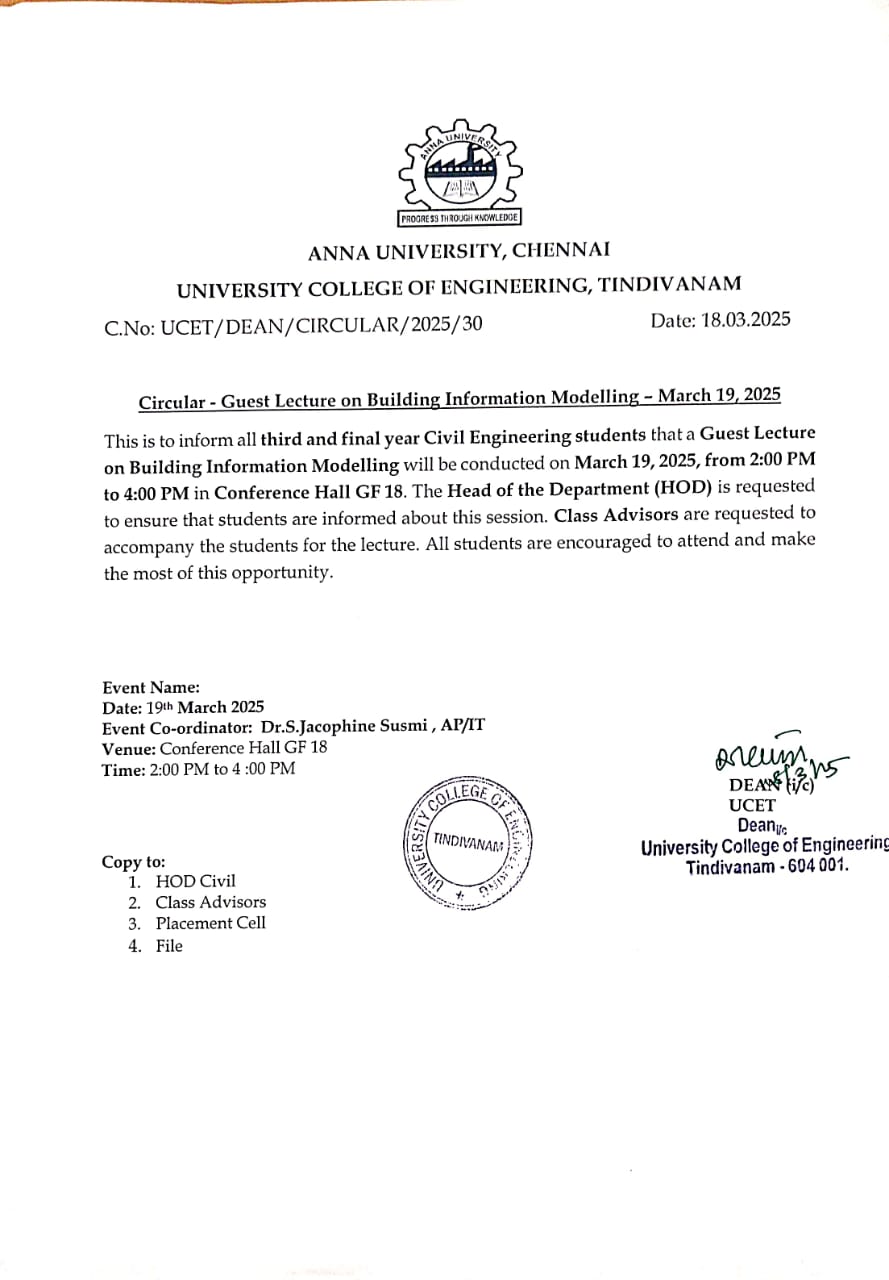 ANNA UNIVERSITY
PROGRESS THROUGH KNOWLEDGE
ANNA UNIVERSITY, CHENNAI
UNIVERSITY COLLEGE OF ENGINEERING, TINDIVANAM
C.No: UCET/DEAN/CIRCULAR/2025/30 Date: 18.03.2025
Circular - Guest Lecture on Building Information Modelling – March 19, 2025
This is to inform all third and final year Civil Engineering students that a Guest Lecture
on Building Information Modelling will be conducted on March 19, 2025, from 2:00 PM
to 4:00 PM in Conference Hall GF 18. The Head of the Department (HOD) is requested
to ensure that students are informed about this session. Class Advisors are requested to
accompany the students for the lecture. All students are encouraged to attend and make
the most of this opportunity.
Event Name:
Date: 19th March 2025
Event Co-ordinator: Dr.S.Jacophine Susmi , AP/IT
Venue: Conference Hall GF 18
Time: 2:00 PM to 4 :00 PM
DEAN (i/c)
UCET
Dean i/c
University College of Engineering
Tindivanam - 604 001.
UNIVERSITY COLLEGE OF ENGINEERING
TINDIVANAM
Copy to:
1. HOD Civil
2. Class Advisors
3. Placement Cell
4. File